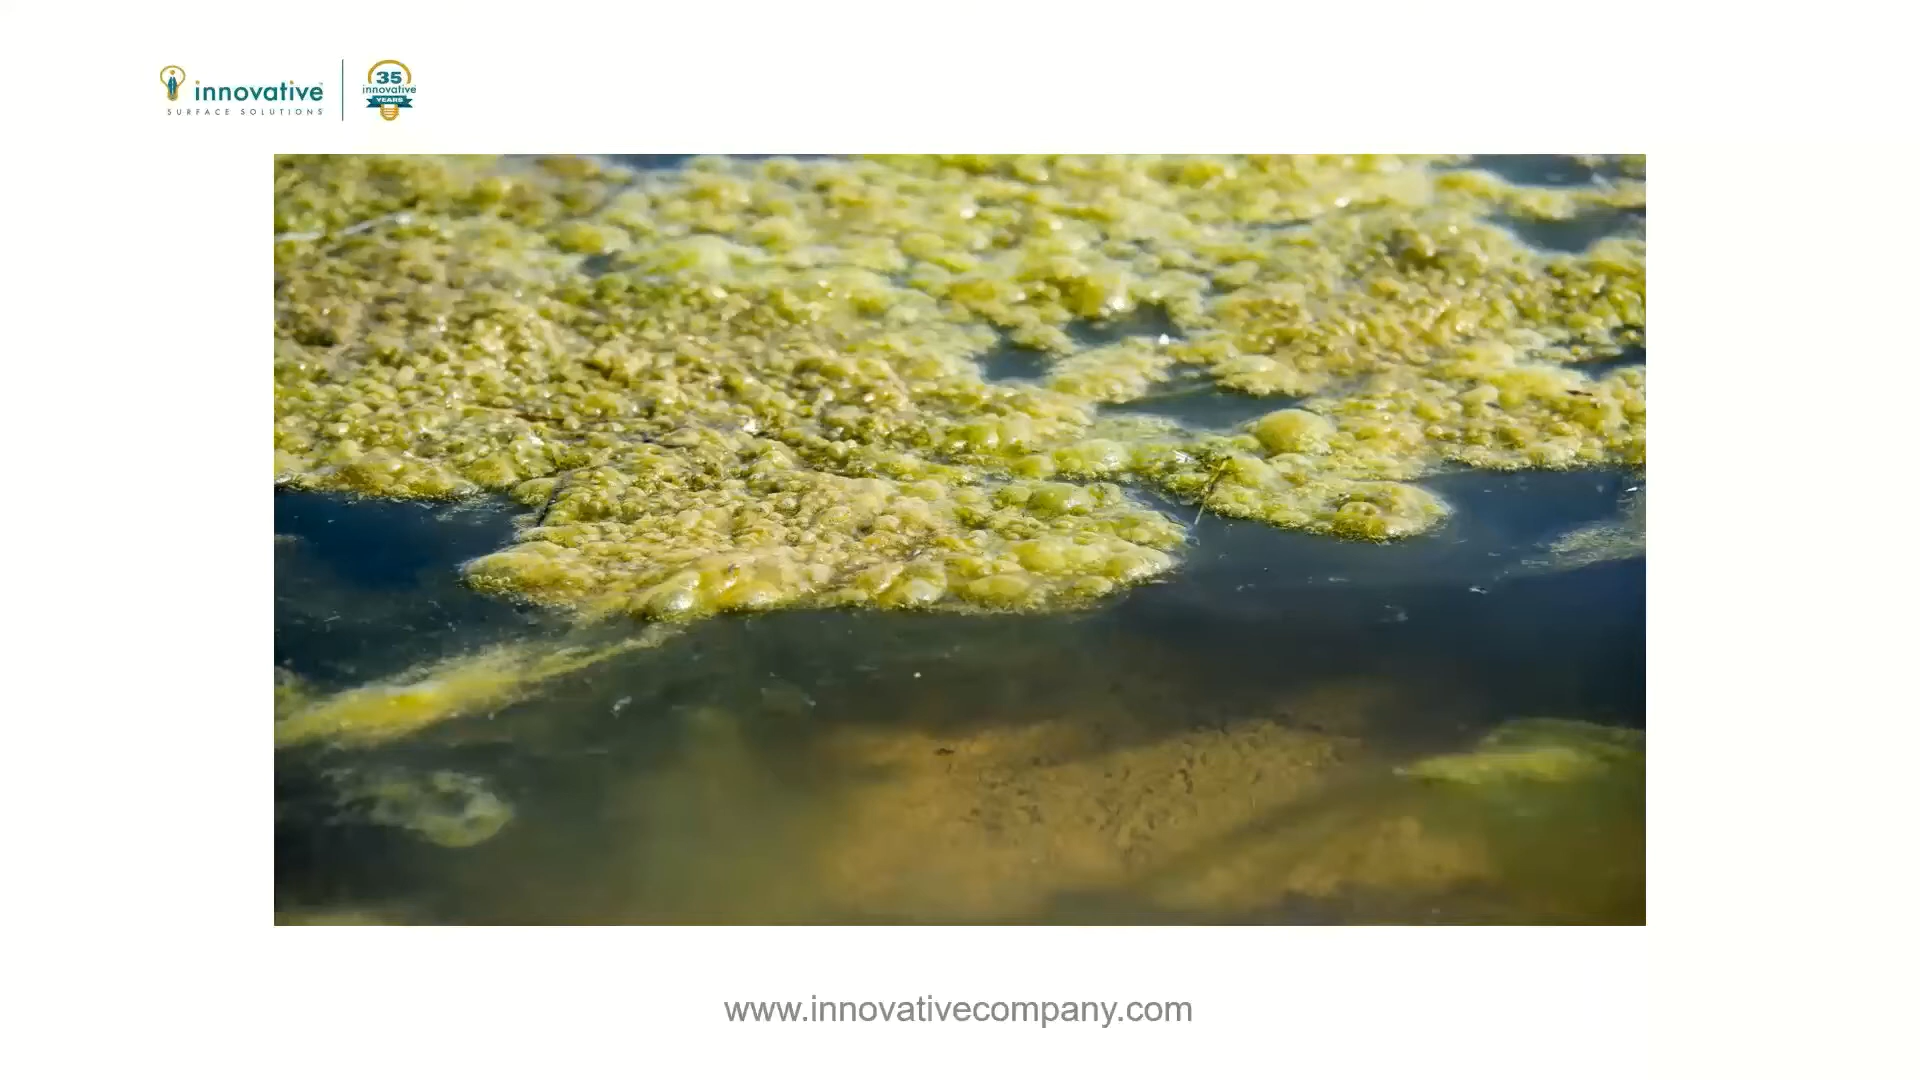 innovative
SURFACE SOLUTIONS
35
innovative
YEARS
www.innovativecompany.com